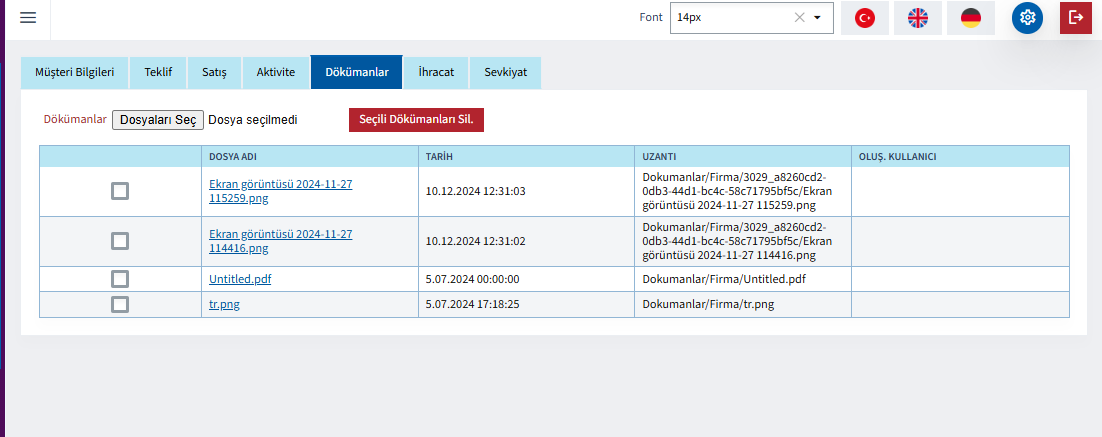 Font 14px
Müşteri Bilgileri Teklif Satış Aktivite Dökümanlar İhracat Sevkiyat
Dökümanlar Dosyaları Seç Dosya seçilmedi Seçili Dökümanları Sil.
DOSYA ADI TARİH UZANTI OLUŞ. KULLANICI
Ekran görüntüsü 2024-11-27
115259.png
10.12.2024 12:31:03
Dokumanlar/Firma/3029_a8260cd2-
0db3-44d1-bc4c-58c71795bf5c/Ekran
görüntüsü 2024-11-27 115259.png
Ekran görüntüsü 2024-11-27
114416.png
10.12.2024 12:31:02
Dokumanlar/Firma/3029_a8260cd2-
0db3-44d1-bc4c-58c71795bf5c/Ekran
görüntüsü 2024-11-27 114416.png
Untitled.pdf 5.07.2024 00:00:00 Dokumanlar/Firma/Untitled.pdf
tr.png 5.07.2024 17:18:25 Dokumanlar/Firma/tr.png